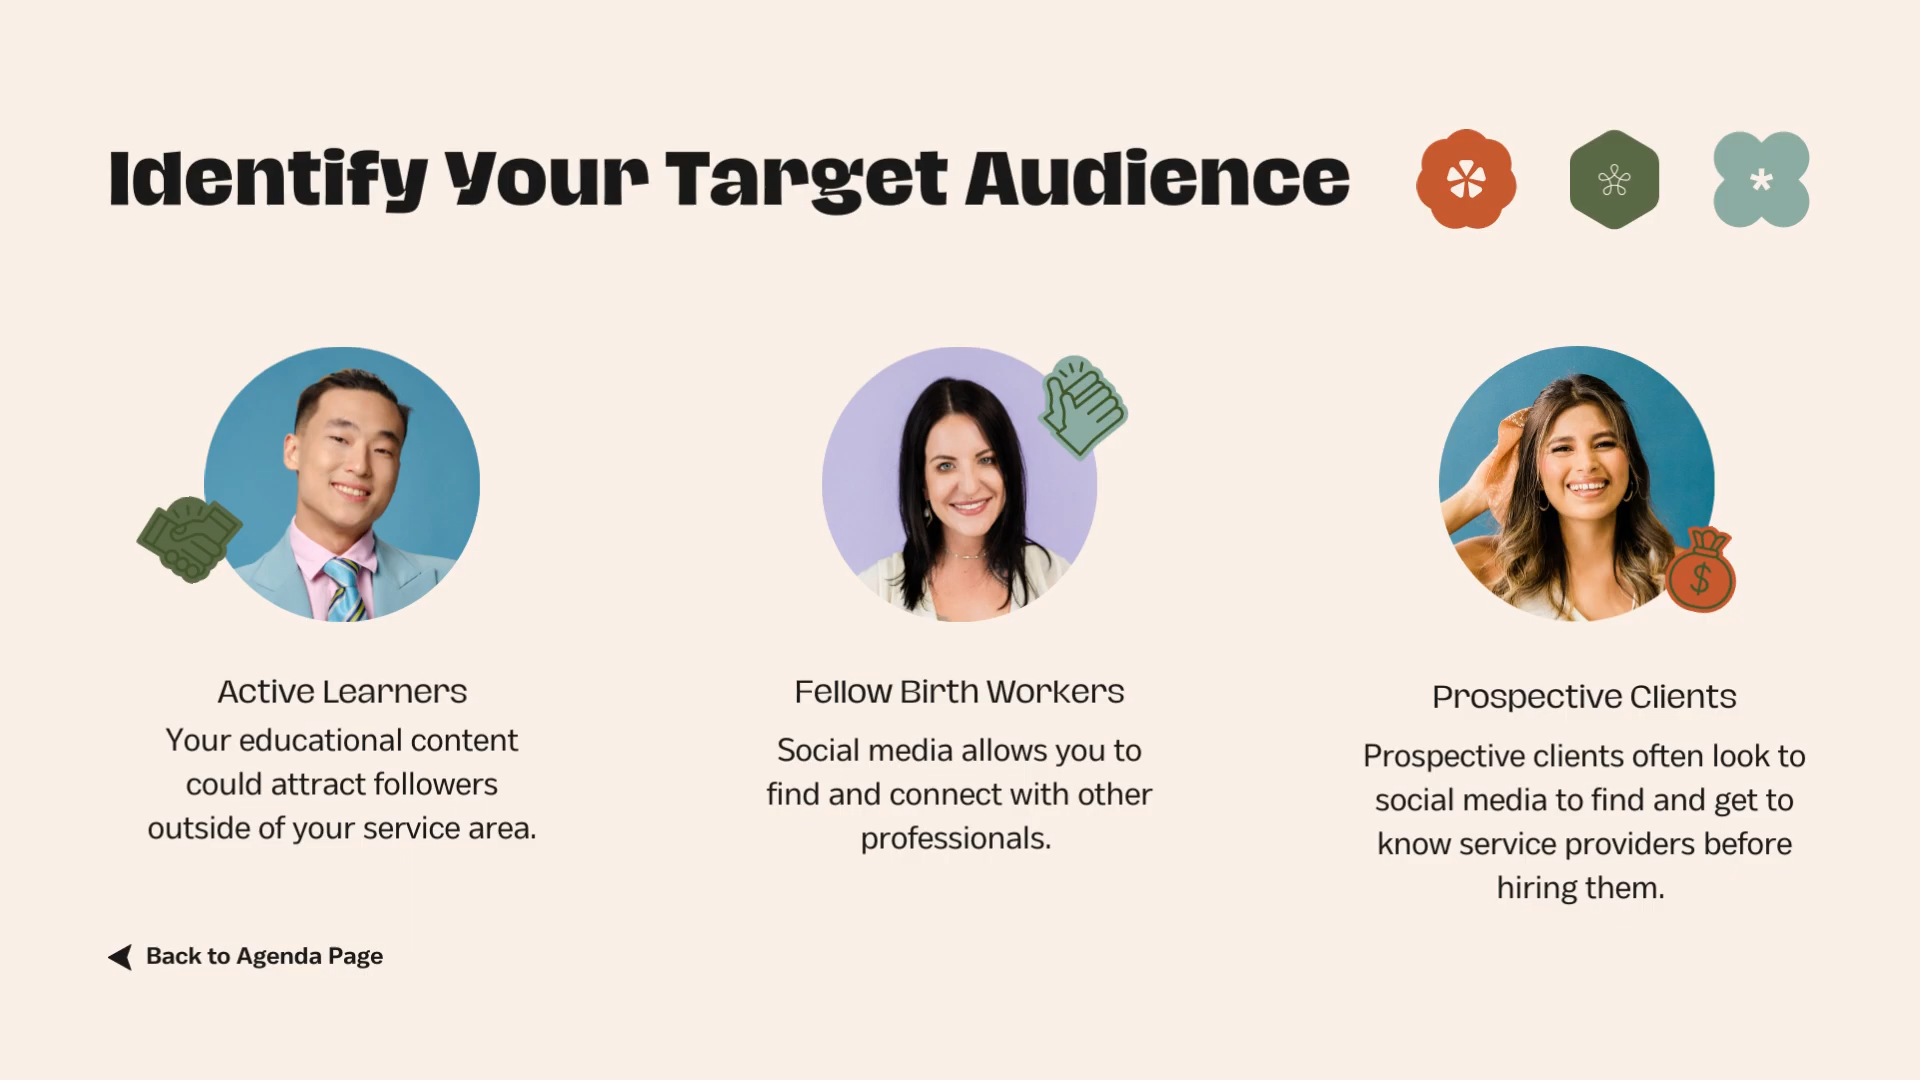 Identify Your Target Audience
Active Learners
Your educational content
could attract followers
outside of your service area.
Fellow Birth Workers
Social media allows you to
find and connect with other
professionals.
Prospective Clients
Prospective clients often look to
social media to find and get to
know service providers before
hiring them.
$
Back to Agenda Page